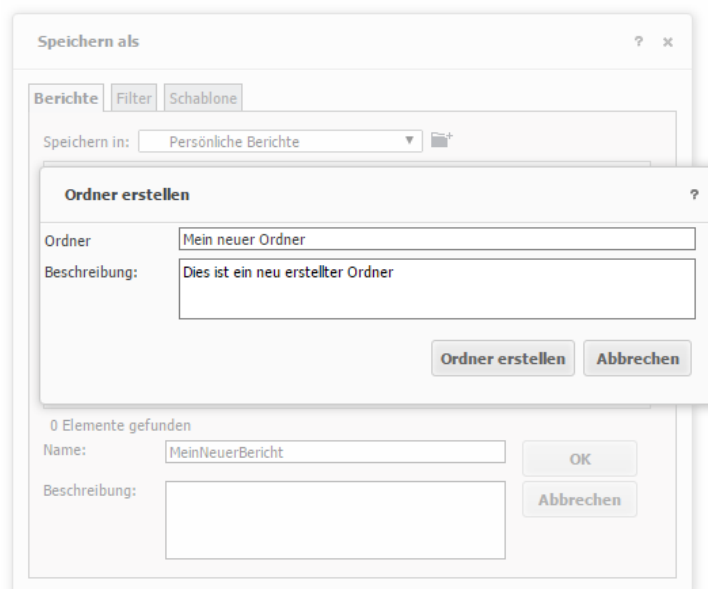 Speichern als ? x
Berichte Filter Schablone
Speichern in: Persönliche Berichte
Ordner erstellen ?
Ordner Mein neuer Ordner
Beschreibung: Dies ist ein neu erstellter Ordner
Ordner erstellen Abbrechen
0 Elemente gefunden
Name: MeinNeuerBericht OK
Beschreibung: Abbrechen